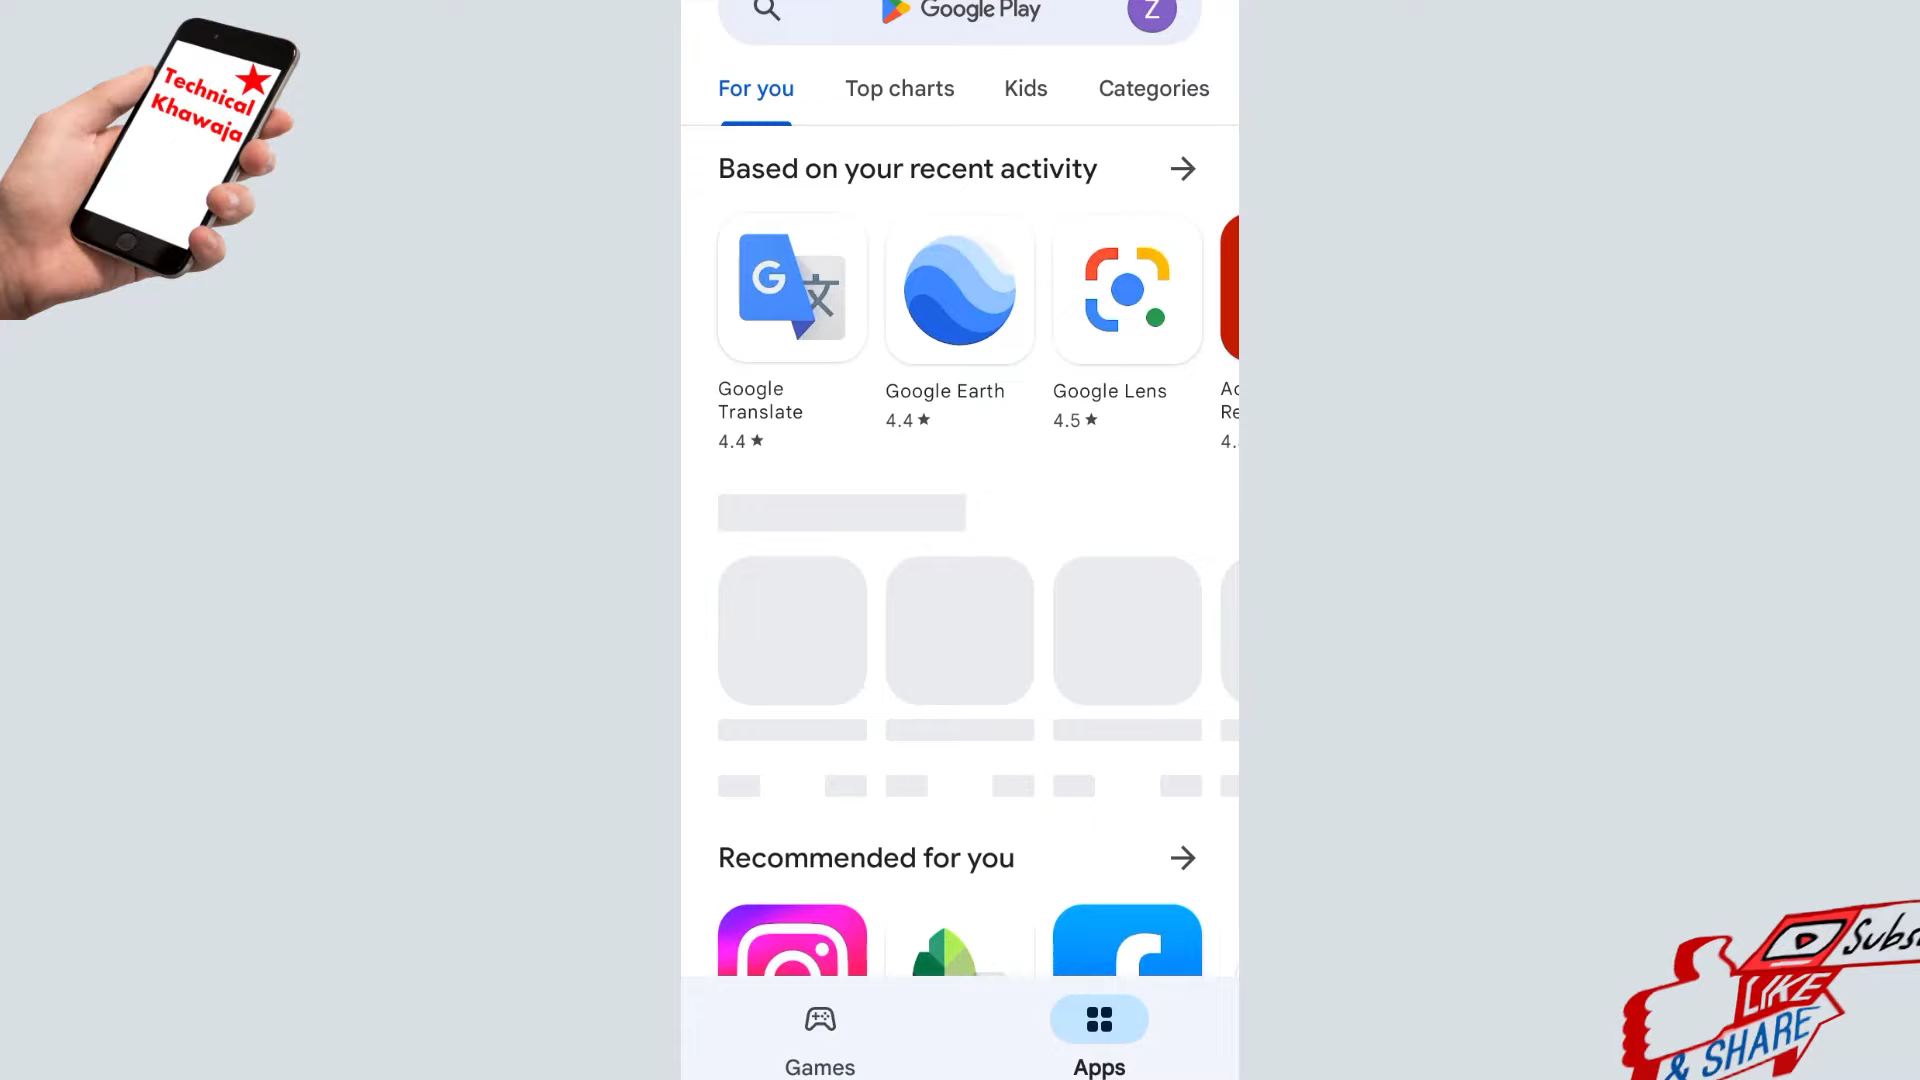 Technical
Khawaja
Google Play
Z
For you
Top charts
Kids
Categories
Based on your recent activity
Google
Translate
4.4 ★
Google Earth
4.4 ★
Google Lens
4.5 ★
Recommended for you
Games
Apps
LIKE
& SHARE